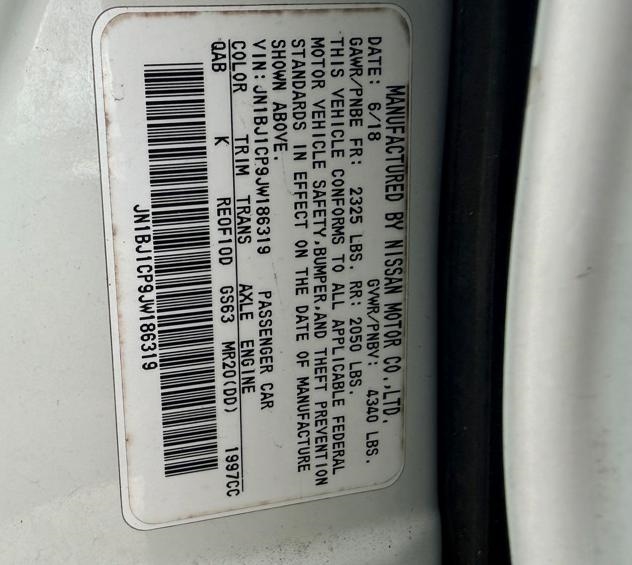 MANUFACTURED BY NISSAN MOTOR CO.,LTD.
DATE: 6/18 GVWR/PNBV: 4340 LBS.
GAWR/PNBE FR: 2325 LBS. RR: 2050 LBS.
THIS VEHICLE CONFORMS TO ALL APPLICABLE FEDERAL
MOTOR VEHICLE SAFETY,BUMPER,AND THEFT PREVENTION
STANDARDS IN EFFECT ON THE DATE OF MANUFACTURE
SHOWN ABOVE.
VIN: JN1BJ1CP9JW186319 PASSENGER CAR
COLOR TRIM TRANS AXLE ENGINE
QAB K RE0F10D GS63 MR20(DD) 1997CC
JN1BJ1CP9JW186319